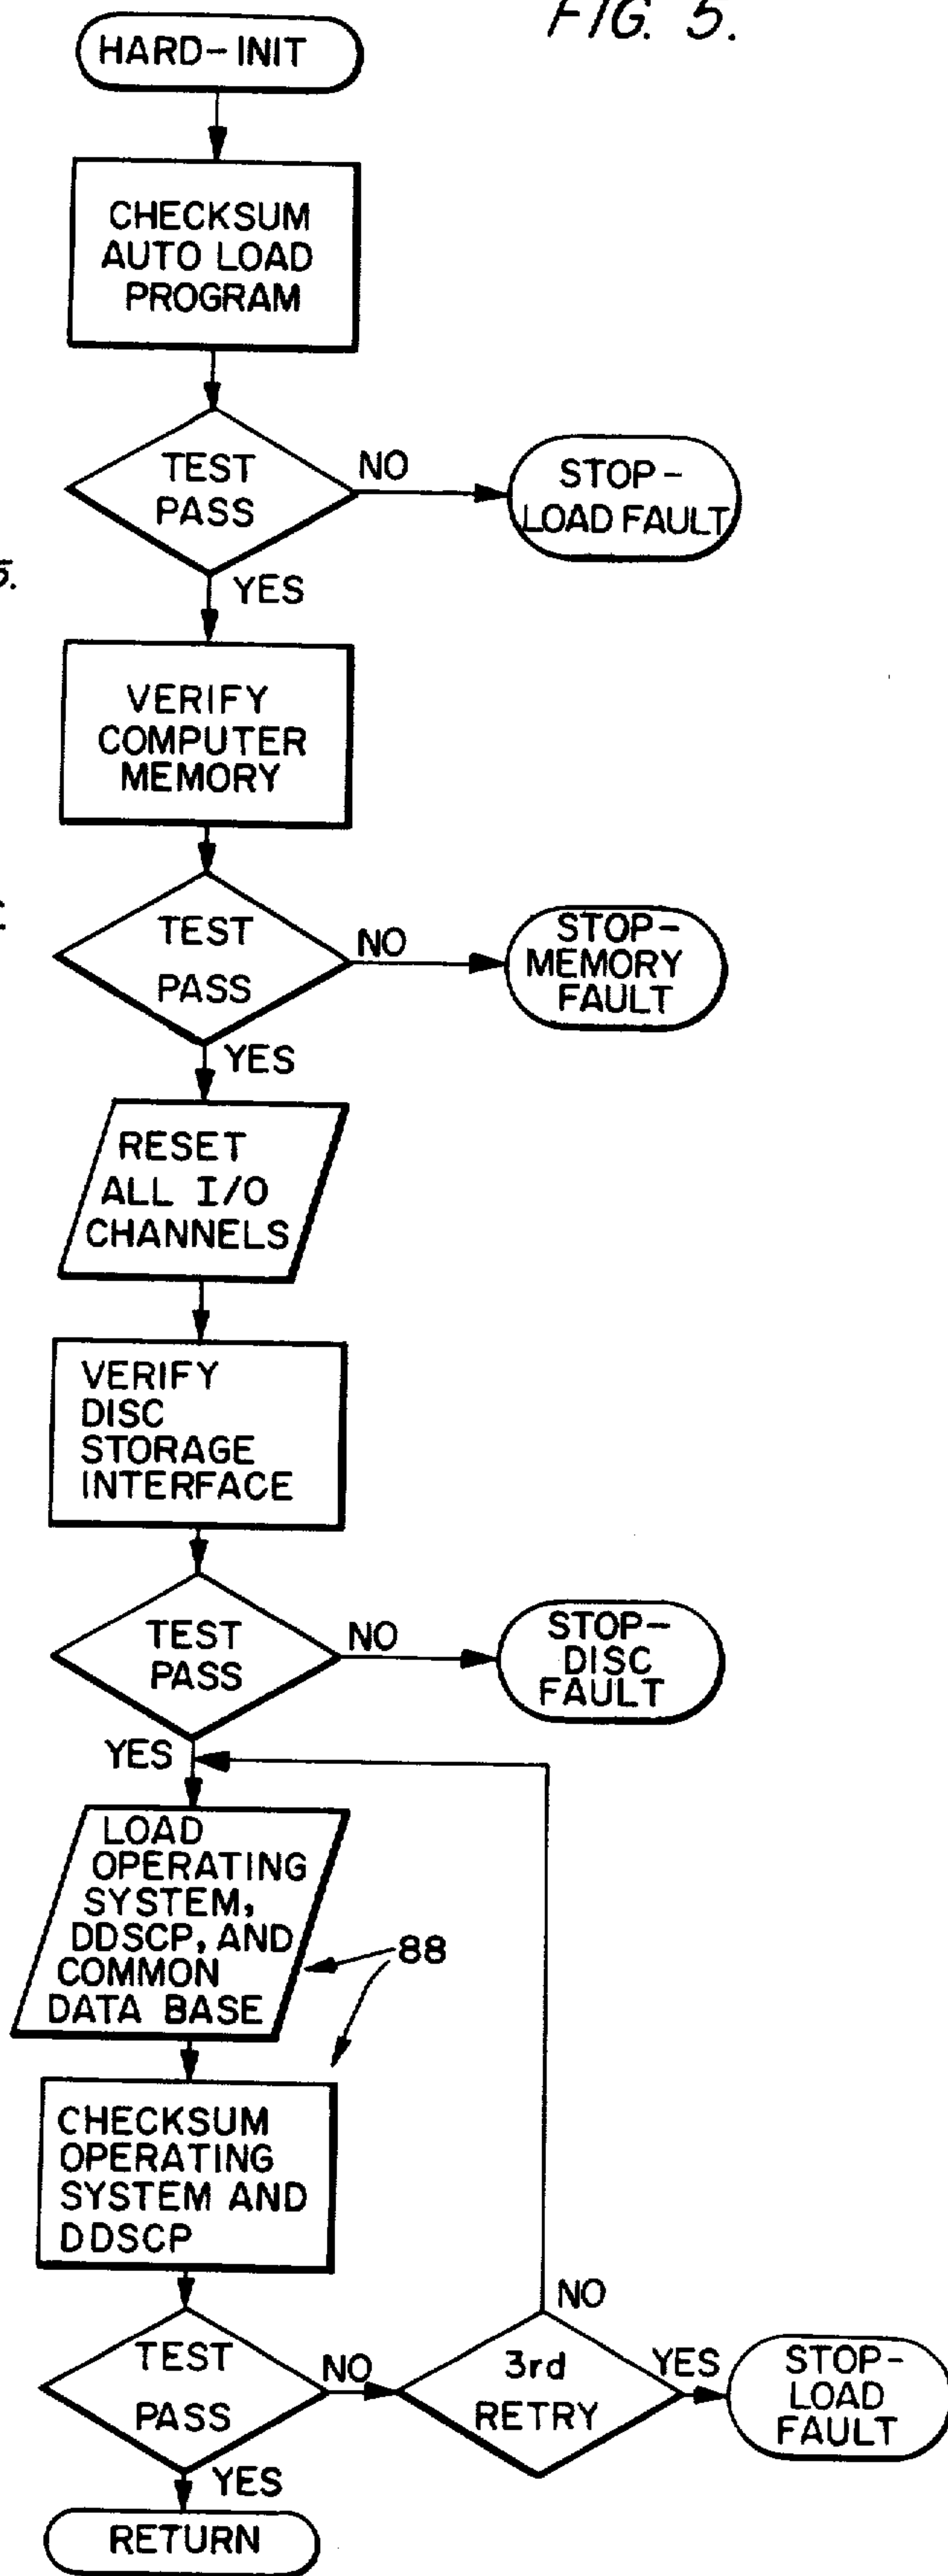 FIG. 5.
HARD-INIT
CHECKSUM
AUTO LOAD
PROGRAM
TEST
PASS
NO
STOP-
LOAD FAULT
YES
5.
VERIFY
COMPUTER
MEMORY
TEST
PASS
NO
STOP-
MEMORY
FAULT
YES
RESET
ALL I/O
CHANNELS
VERIFY
DISC
STORAGE
INTERFACE
TEST
PASS
NO
STOP-
DISC
FAULT
YES
LOAD
OPERATING
SYSTEM,
DDSCP, AND
COMMON
DATA BASE
88
CHECKSUM
OPERATING
SYSTEM AND
DDSCP
TEST
PASS
NO
3rd
RETRY
NO
YES
STOP-
LOAD
FAULT
YES
RETURN